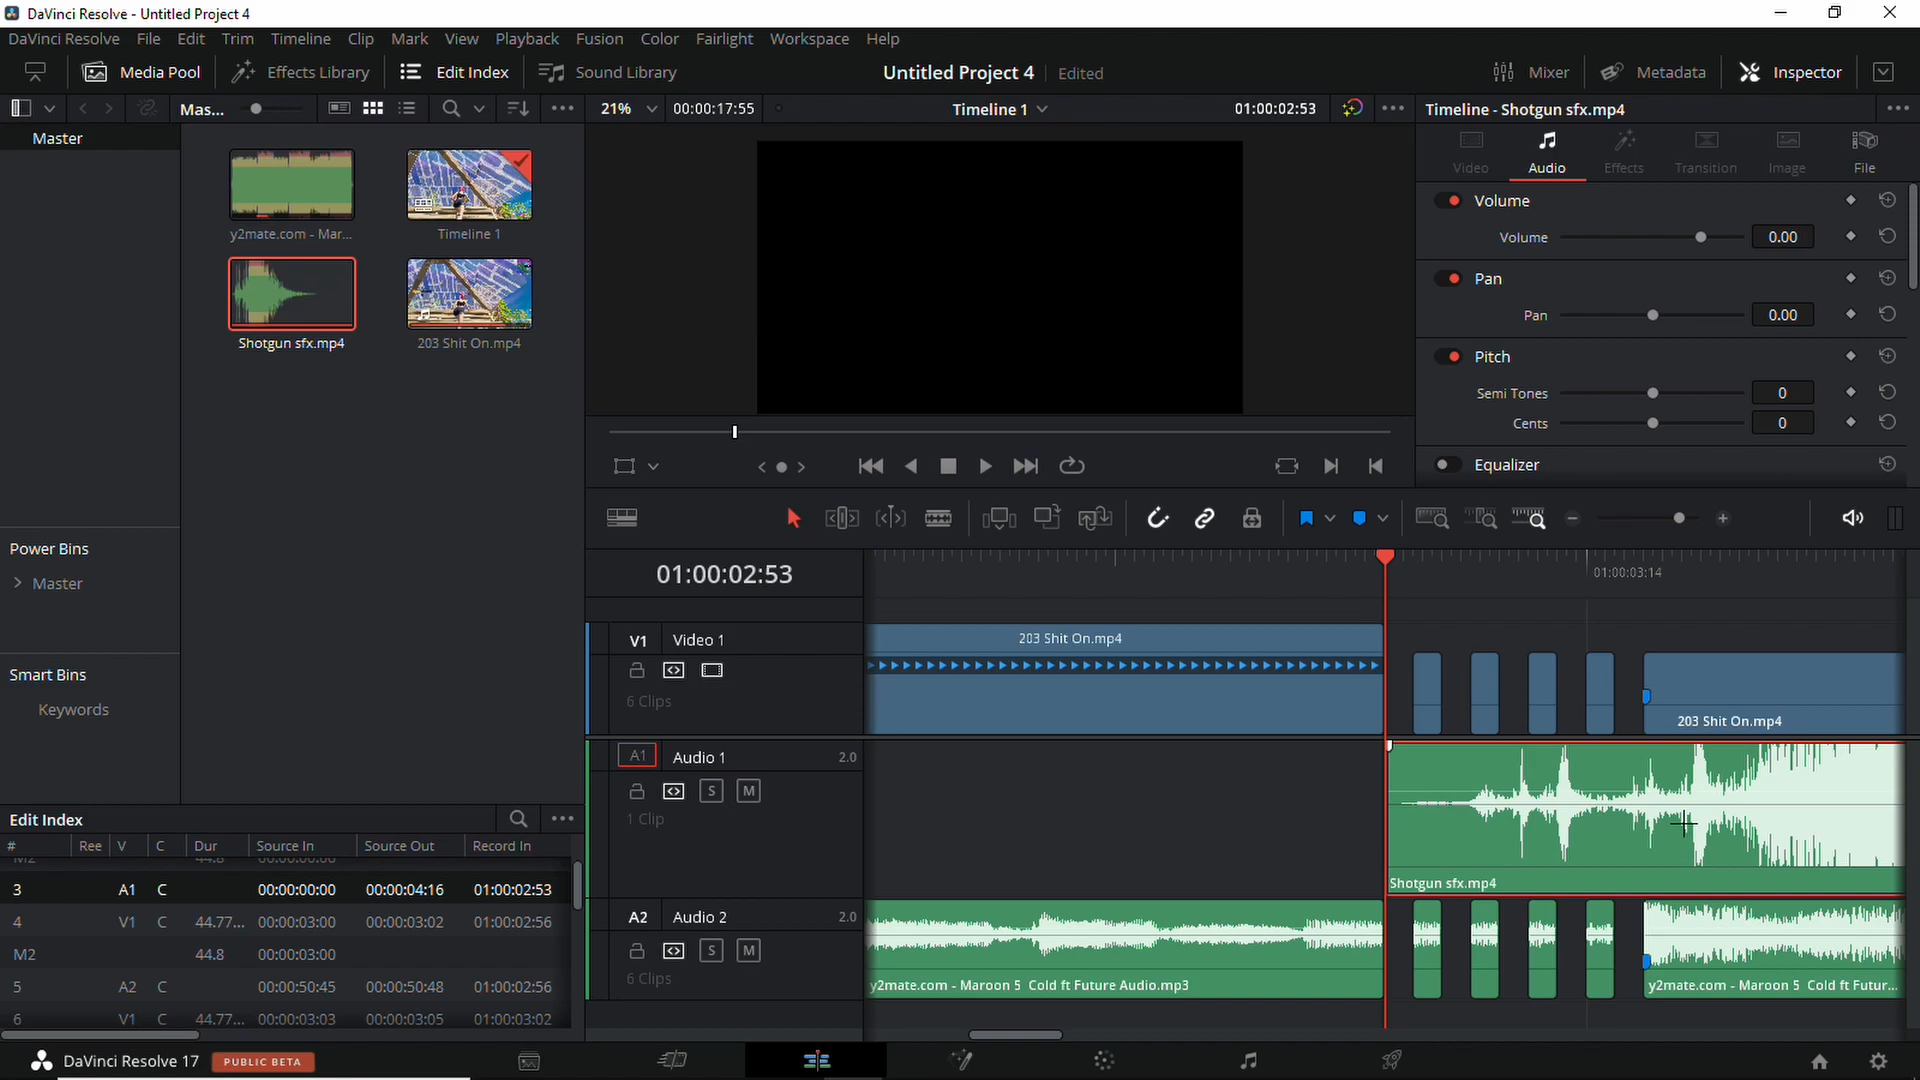 DaVinci Resolve - Untitled Project 4
DaVinci Resolve File Edit Trim Timeline Clip Mark View Playback Fusion Color Fairlight Workspace Help
Media Pool Effects Library Edit Index Sound Library Untitled Project 4 Edited Mixer Metadata Inspector
Mas... 21% 00:00:17:55 Timeline 1 01:00:02:53 Timeline - Shotgun sfx.mp4
Master
Video Audio Effects Transition Image File
y2mate.com - Mar... Timeline 1
Shotgun sfx.mp4 203 Shit On.mp4
Volume
Volume 0.00
Pan
Pan 0.00
Pitch
Semi Tones 0
Cents 0
Equalizer
Power Bins
Master
Smart Bins
Keywords
01:00:02:53
01:00:03:14
V1 Video 1
6 Clips
203 Shit On.mp4
203 Shit On.mp4
A1 Audio 1 2.0
S M
1 Clip
Shotgun sfx.mp4
A2 Audio 2 2.0
S M
6 Clips
y2mate.com - Maroon 5 Cold ft Future Audio.mp3
y2mate.com - Maroon 5 Cold ft Futur...
Edit Index
# Ree V C Dur Source In Source Out Record In
M2 44.8 00:00:00:00
3 A1 C 00:00:00:00 00:00:04:16 01:00:02:53
4 V1 C 44.77... 00:00:03:00 00:00:03:02 01:00:02:56
M2 44.8 00:00:03:00
5 A2 C 00:00:50:45 00:00:50:48 01:00:02:56
6 V1 C 44.77... 00:00:03:03 00:00:03:05 01:00:03:02
DaVinci Resolve 17 PUBLIC BETA